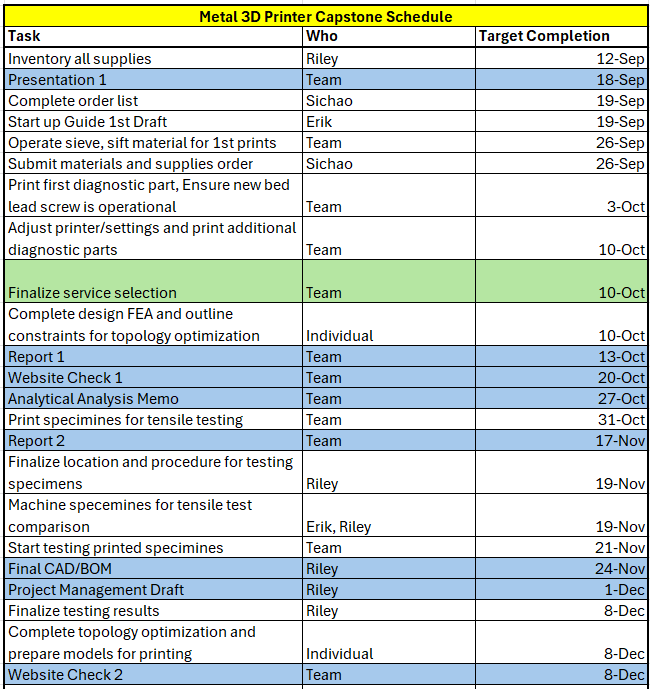 Metal 3D Printer Capstone Schedule
Task Who Target Completion
Inventory all supplies Riley 12-Sep
Presentation 1 Team 18-Sep
Complete order list Sichao 19-Sep
Start up Guide 1st Draft Erik 19-Sep
Operate sieve, sift material for 1st prints Team 26-Sep
Submit materials and supplies order Sichao 26-Sep
Print first diagnostic part, Ensure new bed
lead screw is operational Team 3-Oct
Adjust printer/settings and print additional
diagnostic parts Team 10-Oct
Finalize service selection Team 10-Oct
Complete design FEA and outline
constraints for topology optimization Individual 10-Oct
Report 1 Team 13-Oct
Website Check 1 Team 20-Oct
Analytical Analysis Memo Team 27-Oct
Print specimines for tensile testing Team 31-Oct
Report 2 Team 17-Nov
Finalize location and procedure for testing
specimens Riley 19-Nov
Machine specemines for tensile test
comparison Erik, Riley 19-Nov
Start testing printed specimines Team 21-Nov
Final CAD/BOM Riley 24-Nov
Project Management Draft Riley 1-Dec
Finalize testing results Riley 8-Dec
Complete topology optimization and
prepare models for printing Individual 8-Dec
Website Check 2 Team 8-Dec